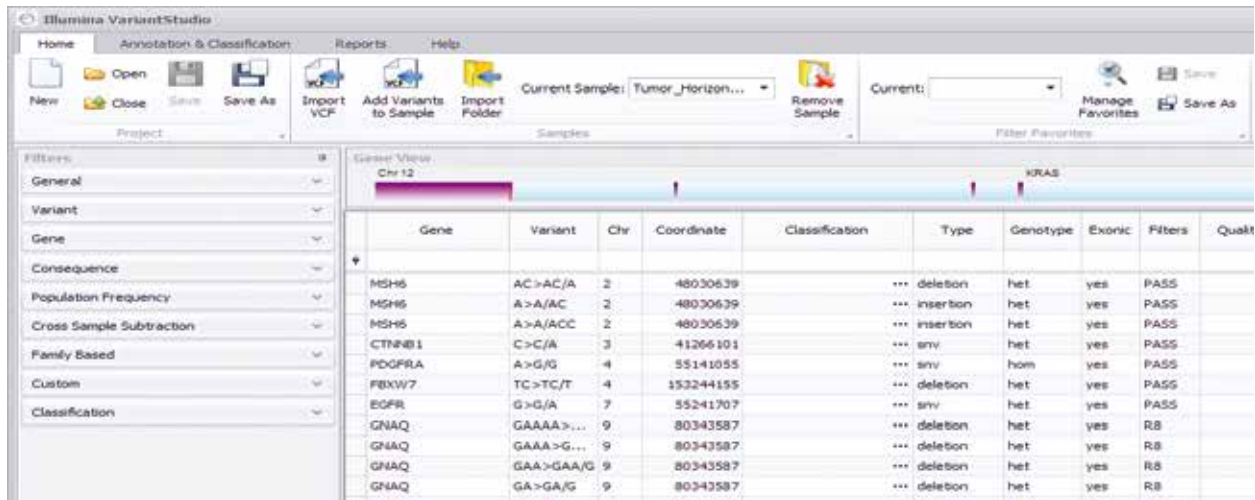 Illumina VariantStudio
Home Annotation & Classification Reports Help
New Open Close Save Save As Import VCF Add Variants to Sample Import Folder Current Sample: Tumor_Horizon... Remove Sample Current: Manage Favorites Save Save As
Project Samples Filter Favorites
Filters Gene View
General Chr 12 KRAS
Variant
Gene
Consequence
Population Frequency
Cross Sample Subtraction
Family Based
Custom
Classification
Gene Variant Chr Coordinate Classification Type Genotype Exonic Filters Qualit
MSH6 AC>AC/A 2 48030639 ... deletion het yes PASS
MSH6 A>A/AC 2 48030639 ... insertion het yes PASS
MSH6 A>A/ACC 2 48030639 ... insertion het yes PASS
CTNNB1 C>C/A 3 41266101 ... snv het yes PASS
PDGFRA A>G/G 4 55141055 ... snv hom yes PASS
FBXW7 TC>TC/T 4 153244155 ... deletion het yes PASS
EGFR G>G/A 7 55241707 ... snv het yes PASS
GNAQ GAAAA>... 9 80343587 ... deletion het yes R8
GNAQ GAAA>G... 9 80343587 ... deletion het yes R8
GNAQ GAA>GAA/G 9 80343587 ... deletion het yes R8
GNAQ GA>GA/G 9 80343587 ... deletion het yes R8